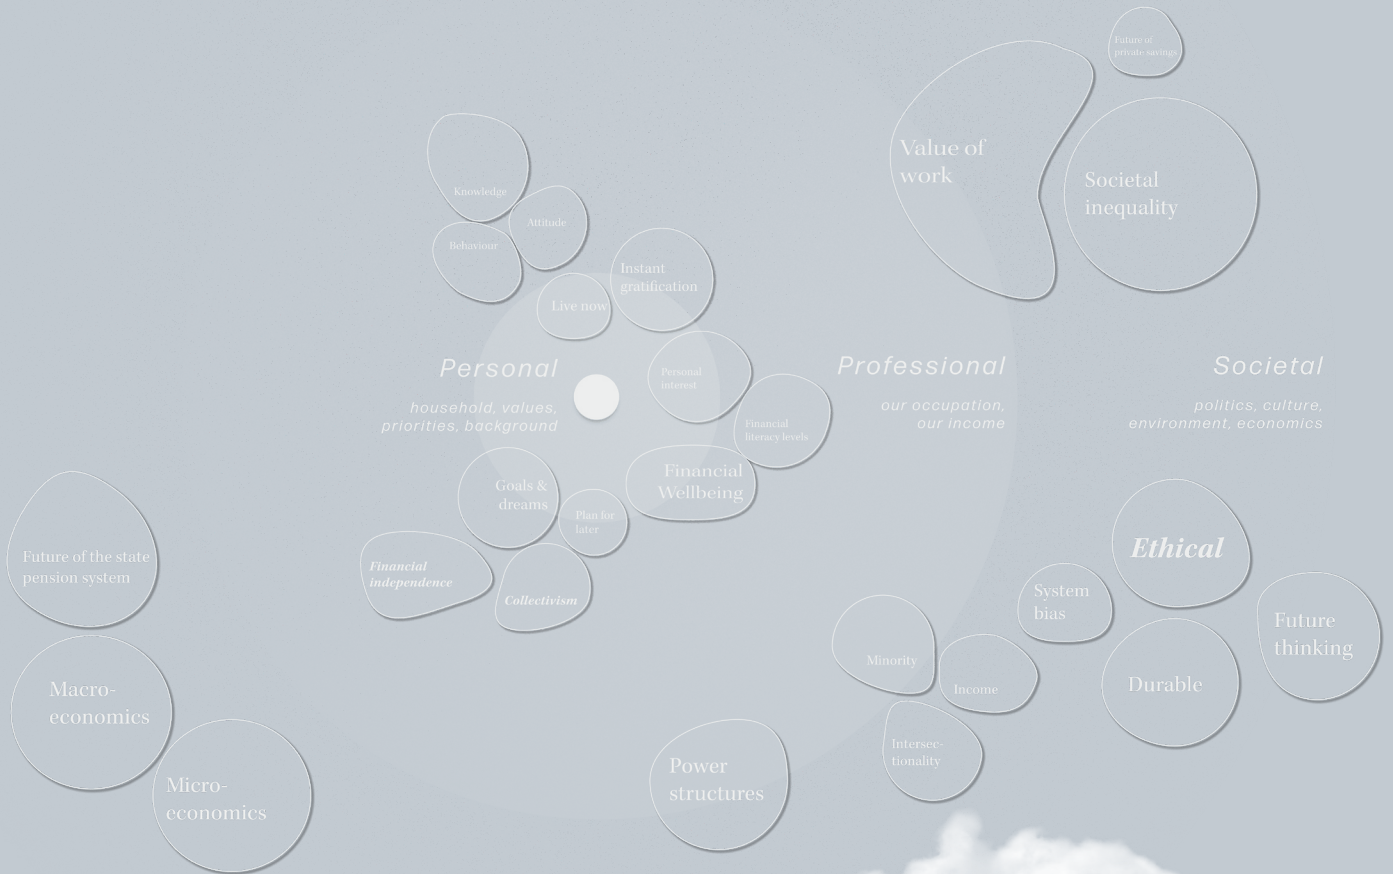 Future of
private savings
Value of
work
Societal
inequality
Knowledge
Attitude
Behaviour
Instant
gratification
Live now
Personal
household, values,
priorities, background
Personal
interest
Financial
literacy levels
Professional
our occupation,
our income
Societal
politics, culture,
environment, economics
Financial
Wellbeing
Goals &
dreams
Plan for
later
Financial
independence
Collectivism
Future of the state
pension system
Macro-
economics
Micro-
economics
Ethical
System
bias
Future
thinking
Durable
Minority
Income
Intersec-
tionality
Power
structures